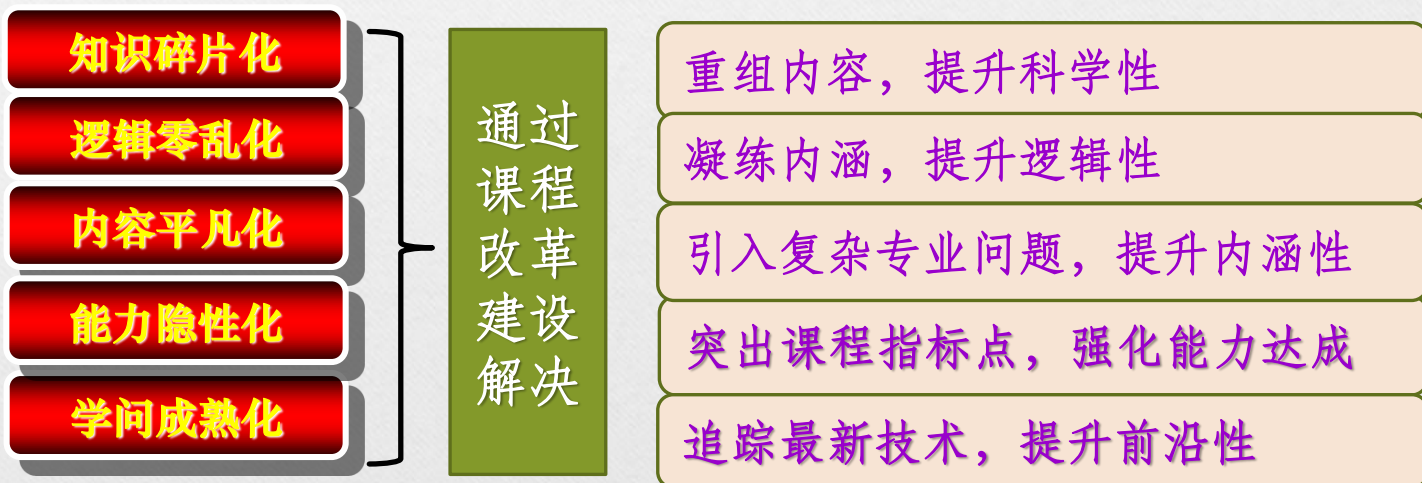 知识碎片化
逻辑零乱化
内容平凡化
能力隐性化
学问成熟化
通过
课程
改革
建设
解决
重组内容，提升科学性
凝练内涵，提升逻辑性
引入复杂专业问题，提升内涵性
突出课程指标点，强化能力达成
追踪最新技术，提升前沿性